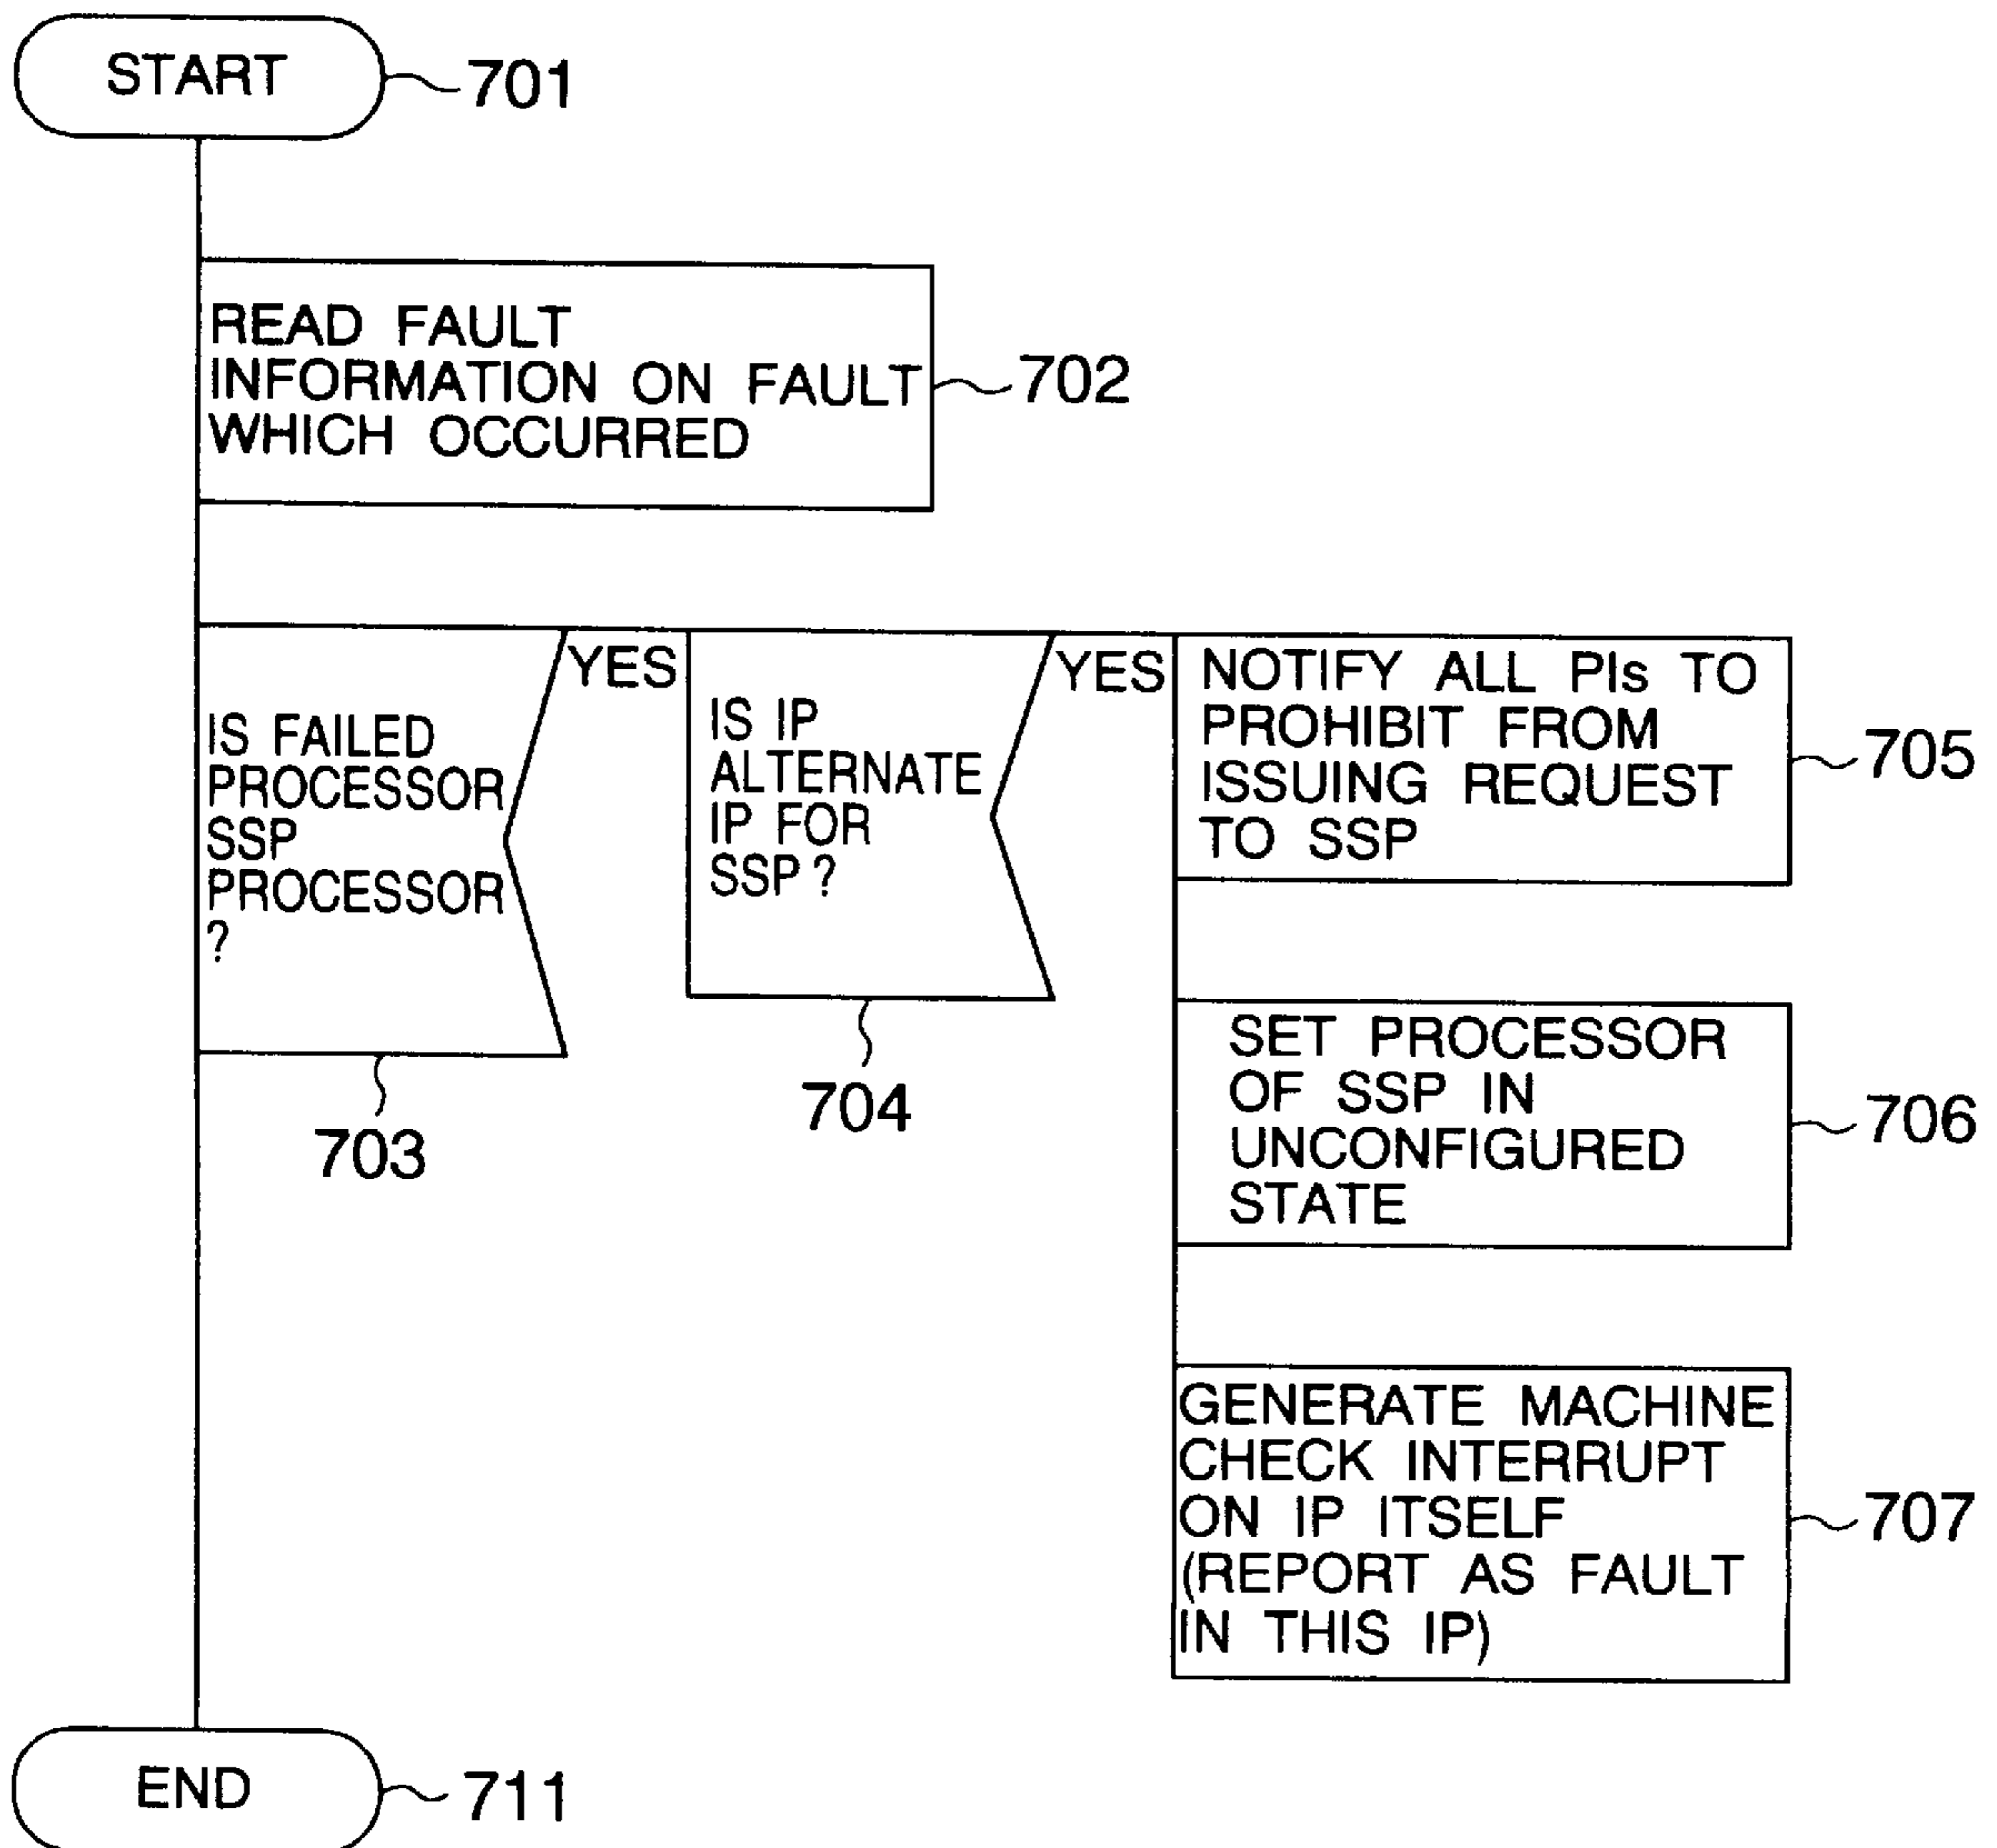 START
701
READ FAULT
INFORMATION ON FAULT
WHICH OCCURRED
702
IS FAILED
PROCESSOR
SSP
PROCESSOR
?
703
YES
IS IP
ALTERNATE
IP FOR
SSP ?
704
YES
NOTIFY ALL PIs TO
PROHIBIT FROM
ISSUING REQUEST
TO SSP
705
SET PROCESSOR
OF SSP IN
UNCONFIGURED
STATE
706
GENERATE MACHINE
CHECK INTERRUPT
ON IP ITSELF
(REPORT AS FAULT
IN THIS IP)
707
END
711